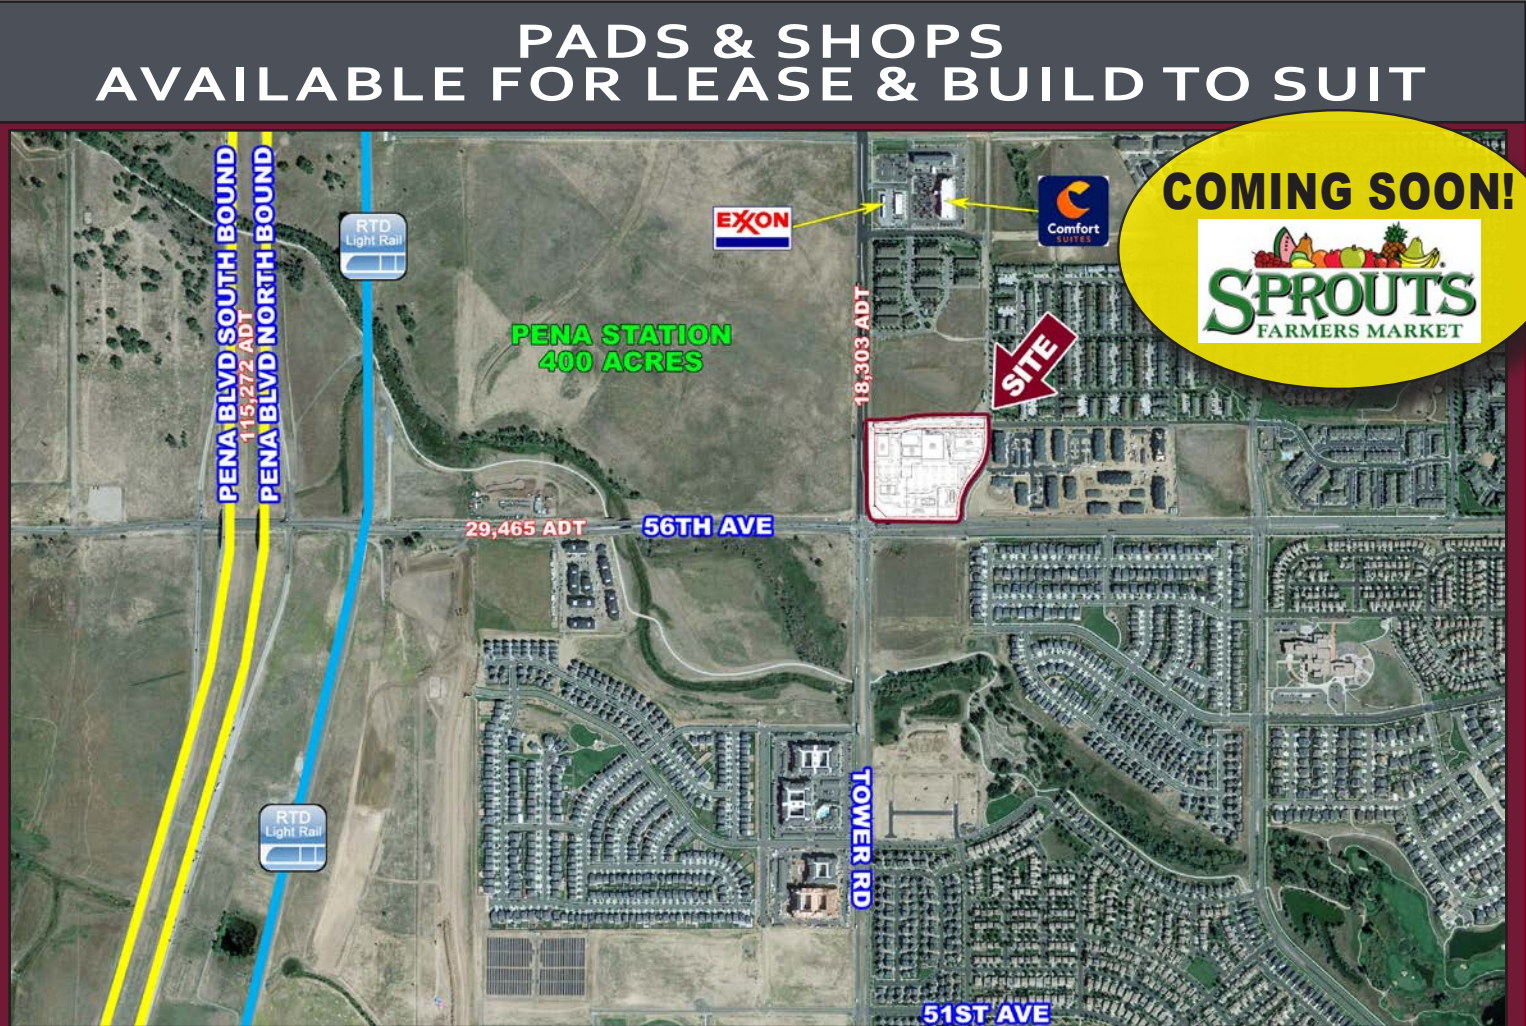 PADS & SHOPS
AVAILABLE FOR LEASE & BUILD TO SUIT
COMING SOON!
SPROUTS
FARMERS MARKET
PENA BLVD SOUTH BOUND
115,272 ADT
PENA BLVD NORTH BOUND
RTD
Light Rail
EXXON
Comfort
SUITES
PENA STATION
400 ACRES
18,303 ADT
SITE
29,465 ADT
56TH AVE
RTD
Light Rail
TOWER RD
51ST AVE